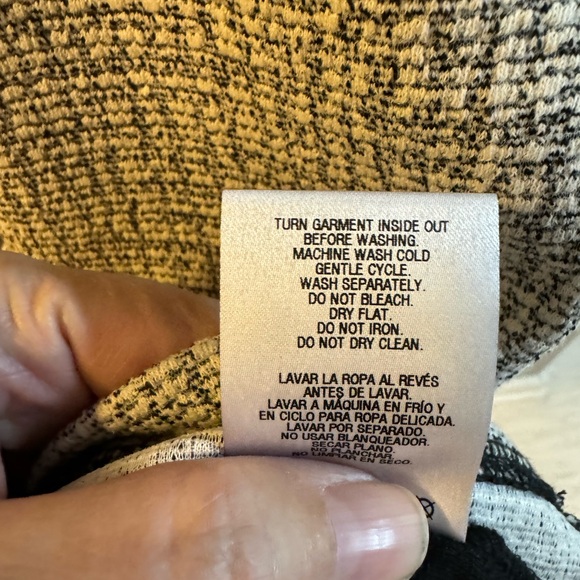 TURN GARMENT INSIDE OUT
BEFORE WASHING.
MACHINE WASH COLD
GENTLE CYCLE.
WASH SEPARATELY.
DO NOT BLEACH.
DRY FLAT.
DO NOT IRON.
DO NOT DRY CLEAN.
LAVAR LA ROPA AL REVÉS
ANTES DE LAVAR.
LAVAR A MÁQUINA EN FRÍO Y
EN CICLO PARA ROPA DELICADA.
LAVAR POR SEPARADO.
NO USAR BLANQUEADOR.
SECAR PLANO.
NO PLANCHAR.
NO LIMPIAR EN SECO.